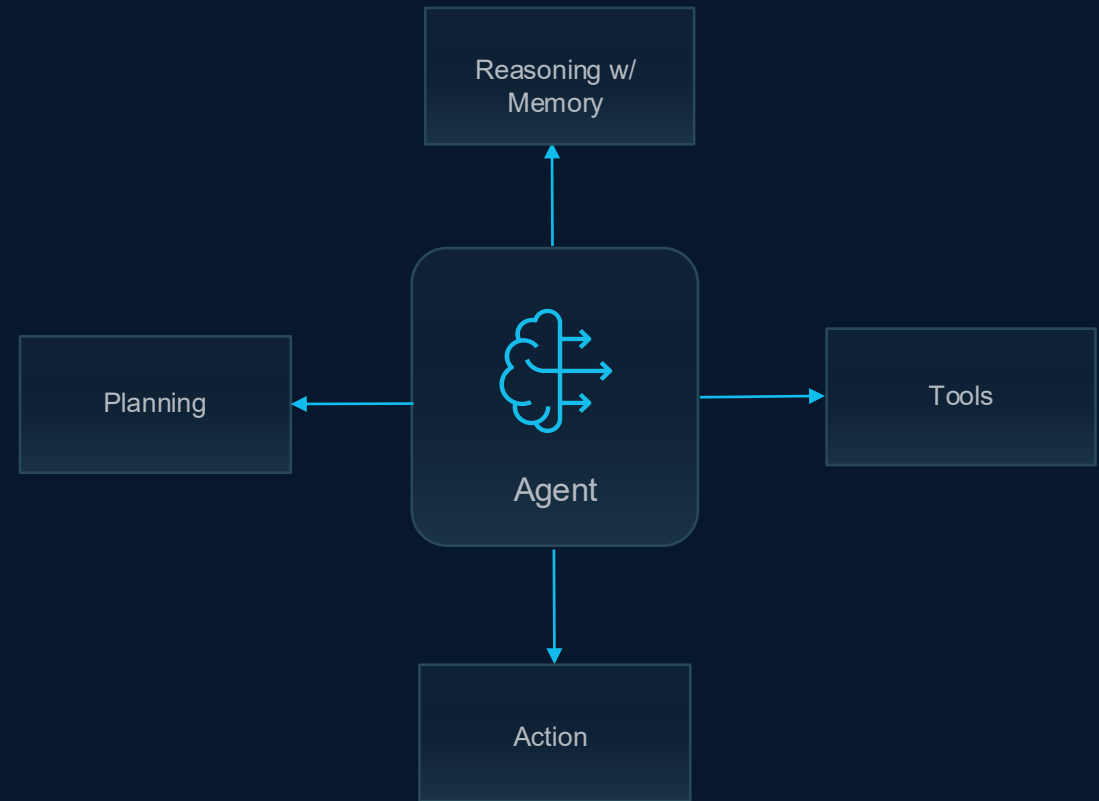 Reasoning w/
Memory
Planning
Tools
Agent
Action